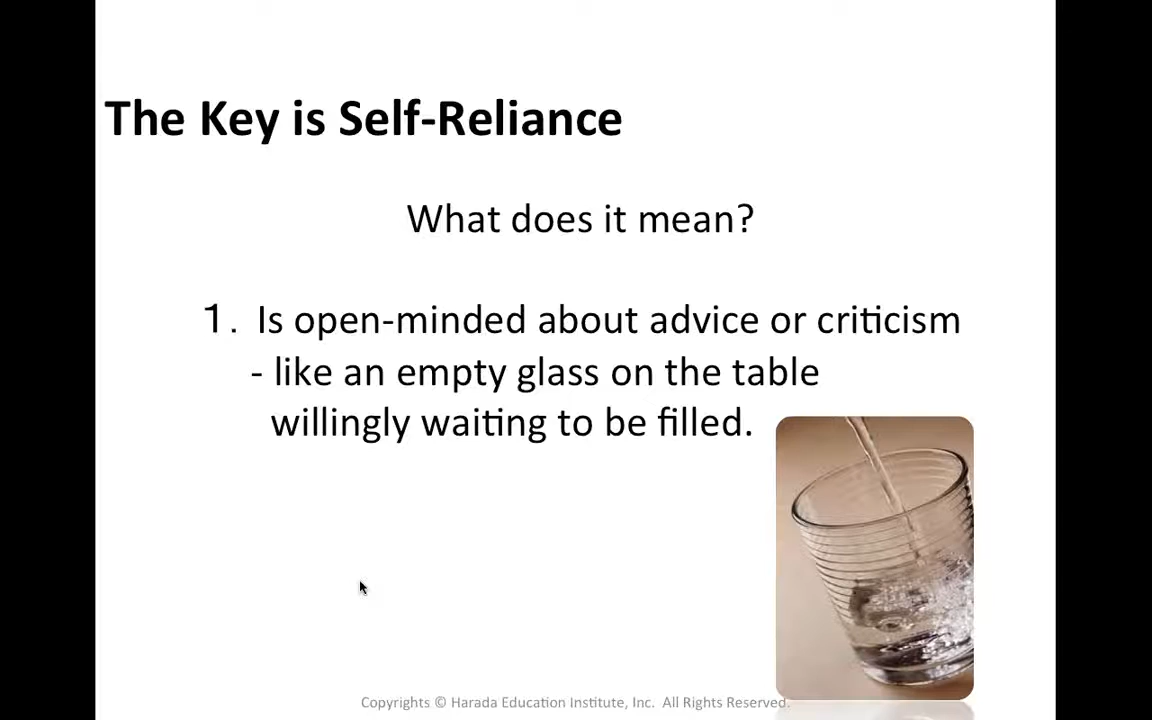 The Key is Self-Reliance
What does it mean?
1. Is open-minded about advice or criticism
- like an empty glass on the table
willingly waiting to be filled.
Copyrights © Harada Education Institute, Inc. All Rights Reserved.